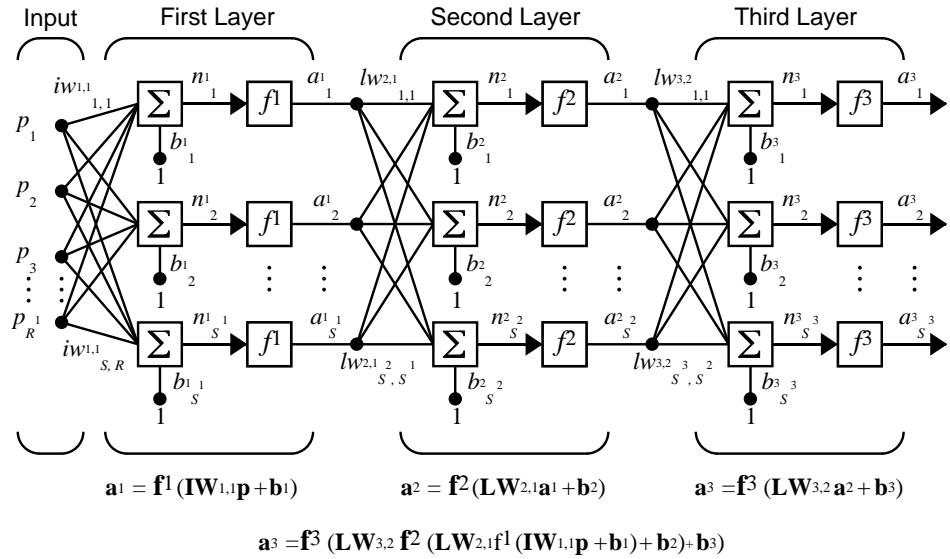 Input First Layer Second Layer Third Layer
iw1,1 1,1 n1 1 a1 1 lw2,1 1,1 n2 1 a2 1 lw3,2 1,1 n3 1 a3 1
p1 Σ f1 Σ f2 Σ f3
b1 1 b2 1 b3 1
1 1 1
p2 n1 2 a1 2 n2 2 a2 2 n3 2 a3 2
Σ f1 Σ f2 Σ f3
p3 b1 2 b2 2 b3 2
1 1 1
pR1 n1 S1 a1 S1 n2 S2 a2 S2 n3 S3 a3 S3
Σ f1 Σ f2 Σ f3
iw1,1 S, R lw2,1 S2, S1 lw3,2 S3, S2
b1 S1 b2 S2 b3 S3
1 1 1
a1 = f1 (IW1,1p +b1) a2 = f2 (LW2,1a1+b2) a3 =f3 (LW3,2 a2 +b3)
a3 =f3 (LW3,2 f2 (LW2,1f1 (IW1,1p +b1)+ b2)+b3)